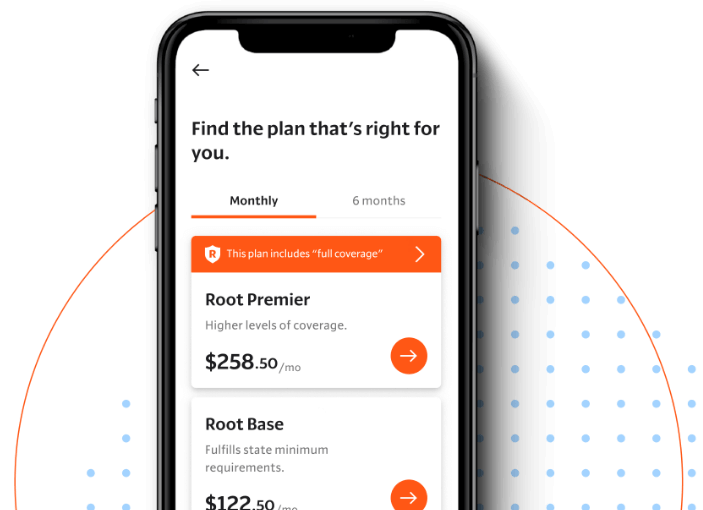 Find the plan that's right for
you.
Monthly
6 months
R
This plan includes “full coverage”
Root Premier
Higher levels of coverage.
$258.50/mo
Root Base
Fulfills state minimum
requirements.
$122.50/mo